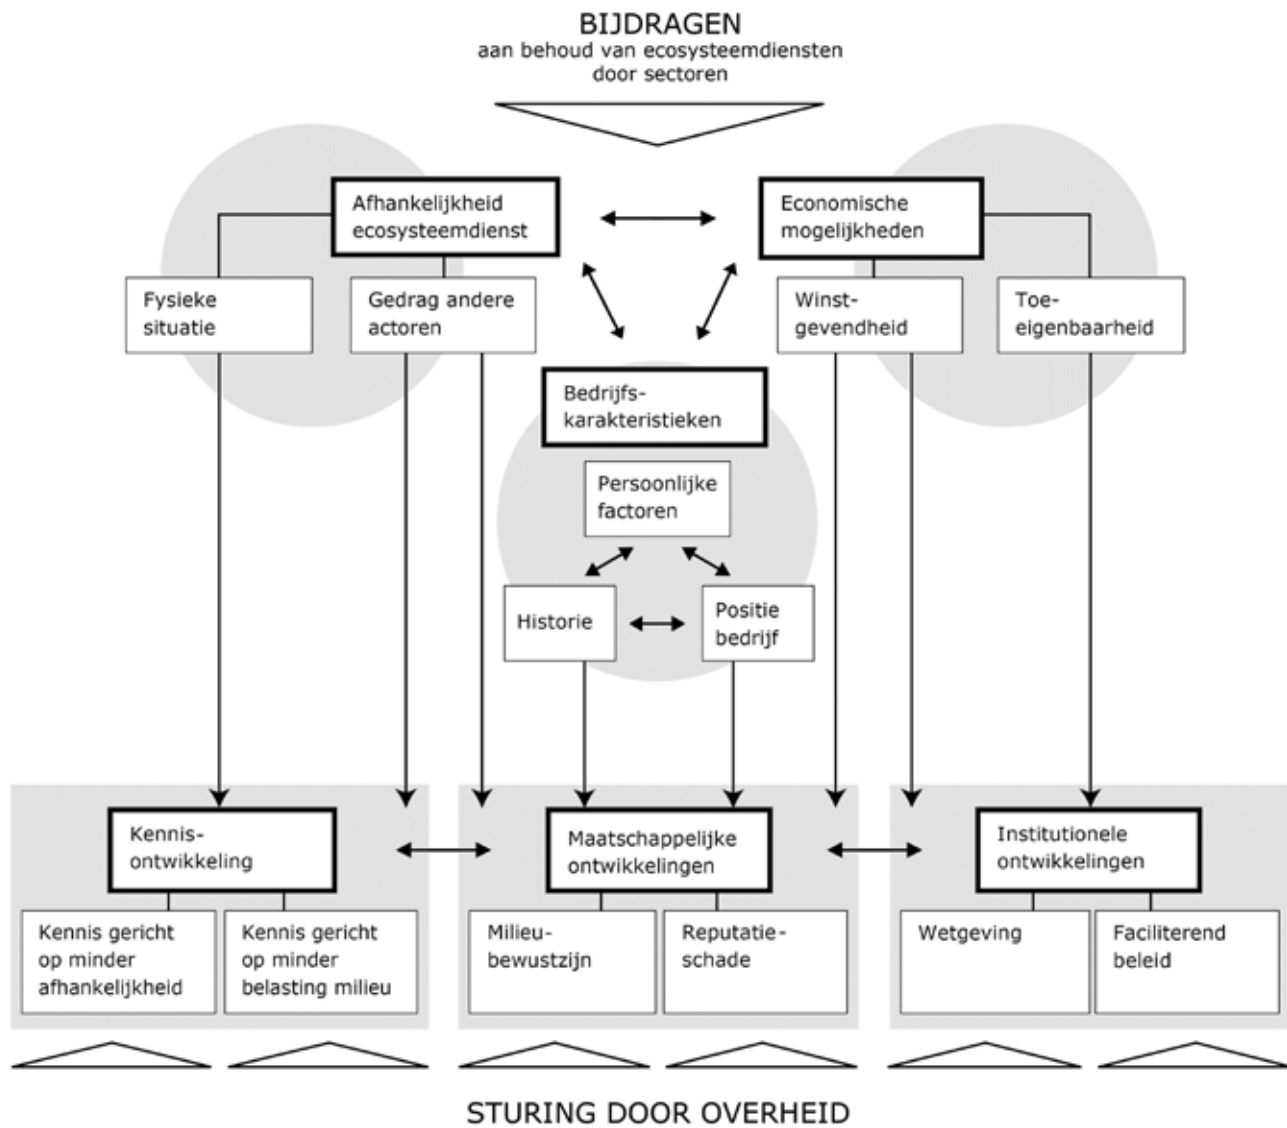 BIJDRAGEN
aan behoud van ecosysteemdiensten
door sectoren
Afhankelijkheid
ecosysteemdienst
Economische
mogelijkheden
Fysieke
situatie
Gedrag andere
actoren
Winst-
gevendheid
Toe-
eigenbaarheid
Bedrijfs-
karakteristieken
Persoonlijke
factoren
Historie
Positie
bedrijf
Kennis-
ontwikkeling
Maatschappelijke
ontwikkelingen
Institutionele
ontwikkelingen
Kennis gericht
op minder
afhankelijkheid
Kennis gericht
op minder
belasting milieu
Milieu-
bewustzijn
Reputatie-
schade
Wetgeving
Faciliterend
beleid
STURING DOOR OVERHEID